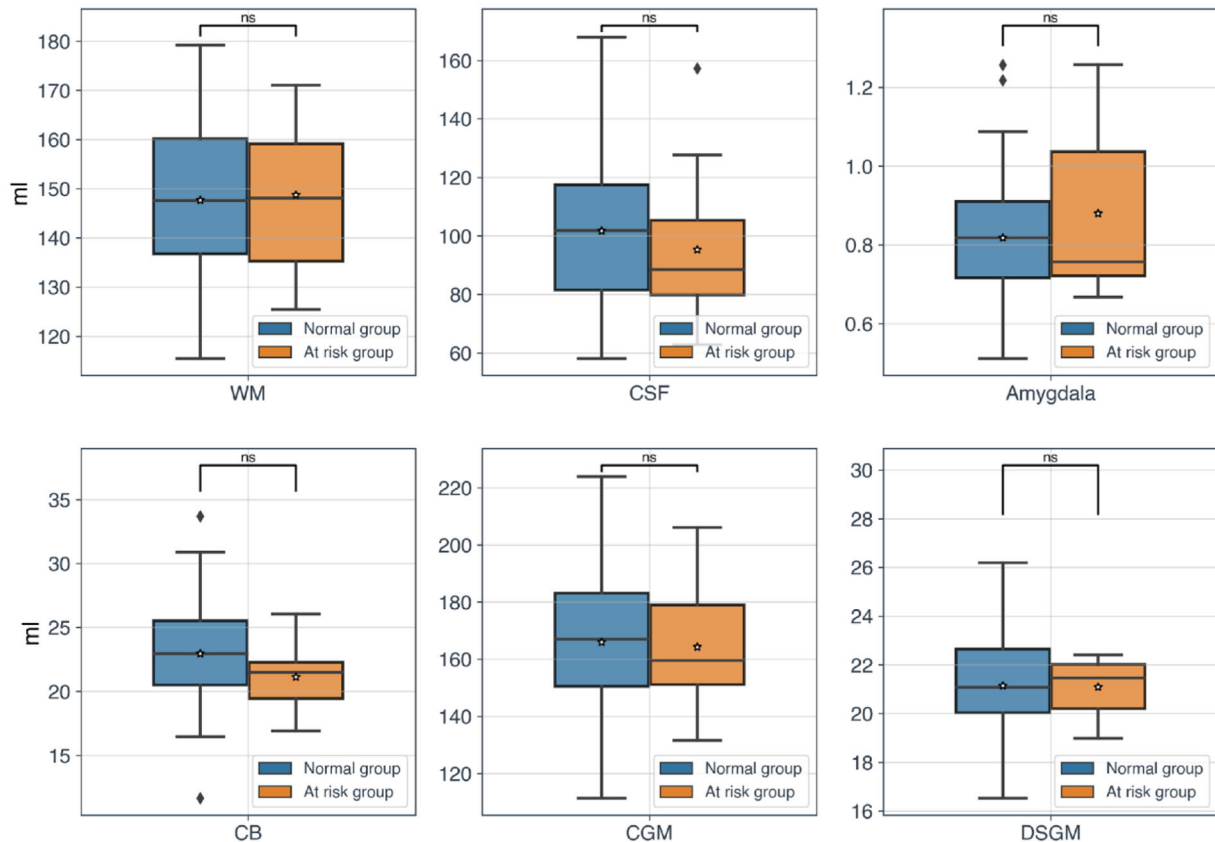 ns
180
170
160
150
140
130
120
ml
Normal group
At risk group
WM
ns
160
140
120
100
80
60
Normal group
At risk group
CSF
ns
1.2
1.0
0.8
0.6
Normal group
At risk group
Amygdala
ns
35
30
25
20
15
ml
Normal group
At risk group
CB
ns
220
200
180
160
140
120
Normal group
At risk group
CGM
ns
30
28
26
24
22
20
18
16
Normal group
At risk group
DSGM